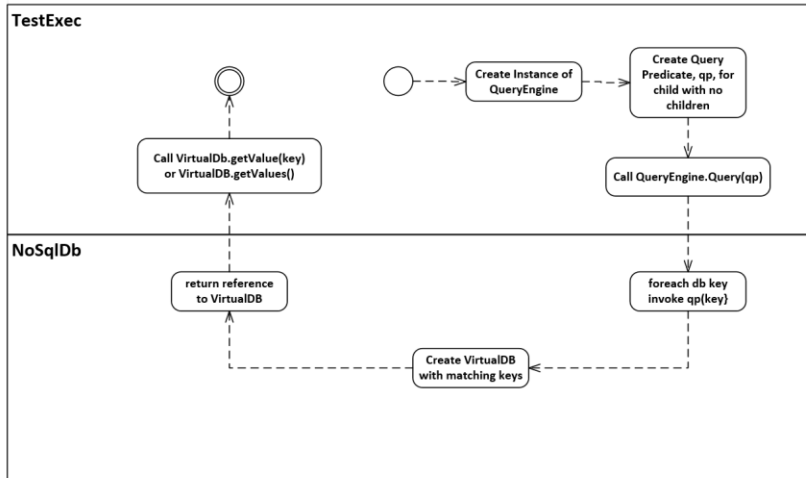 TestExec
Create Instance of
QueryEngine
Create Query
Predicate, qp, for
child with no
children
Call VirtualDb.getValue(key)
or VirtualDB.getValues()
Call QueryEngine.Query(qp)
NoSqlDb
return reference
to VirtualDB
foreach db key
invoke qp(key}
Create VirtualDB
with matching keys